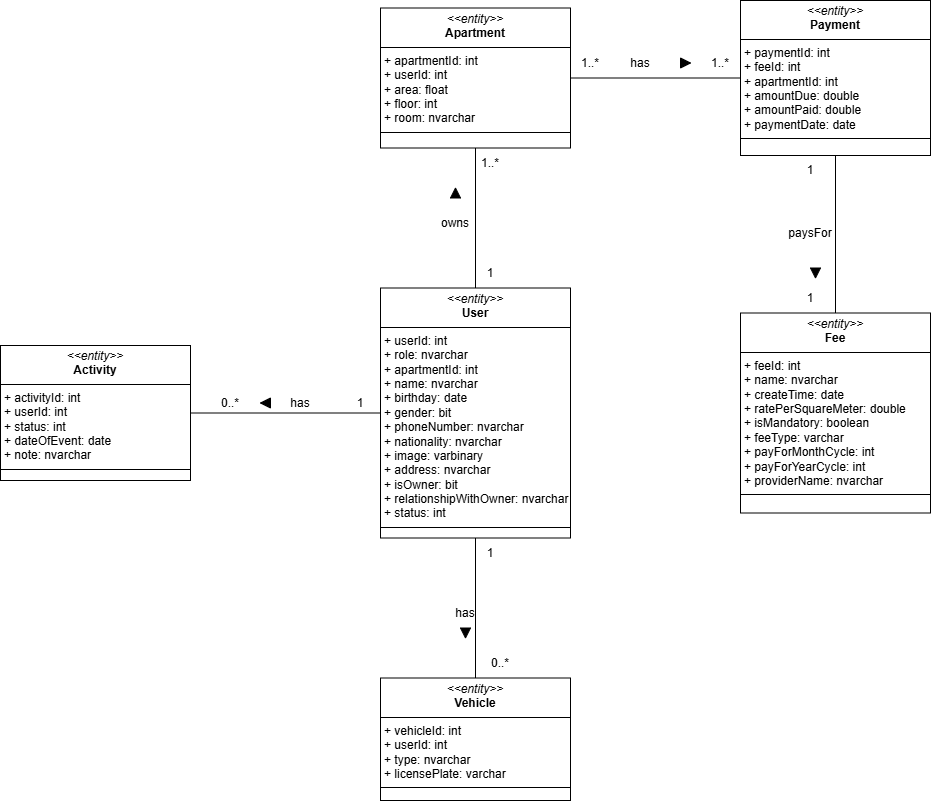 <<entity>>
Apartment
+ apartmentId: int
+ userId: int
+ area: float
+ floor: int
+ room: nvarchar
1..*
has
1..*
<<entity>>
Payment
+ paymentId: int
+ feeId: int
+ apartmentId: int
+ amountDue: double
+ amountPaid: double
+ paymentDate: date
1..*
owns
1
1
paysFor
1
<<entity>>
User
+ userId: int
+ role: nvarchar
+ apartmentId: int
+ name: nvarchar
+ birthday: date
+ gender: bit
+ phoneNumber: nvarchar
+ nationality: nvarchar
+ image: varbinary
+ address: nvarchar
+ isOwner: bit
+ relationshipWithOwner: nvarchar
+ status: int
<<entity>>
Fee
+ feeId: int
+ name: nvarchar
+ createTime: date
+ ratePerSquareMeter: double
+ isMandatory: boolean
+ feeType: varchar
+ payForMonthCycle: int
+ payForYearCycle: int
+ providerName: nvarchar
<<entity>>
Activity
+ activityId: int
+ userId: int
+ status: int
+ dateOfEvent: date
+ note: nvarchar
0..*
has
1
1
has
0..*
<<entity>>
Vehicle
+ vehicleId: int
+ userId: int
+ type: nvarchar
+ licensePlate: varchar